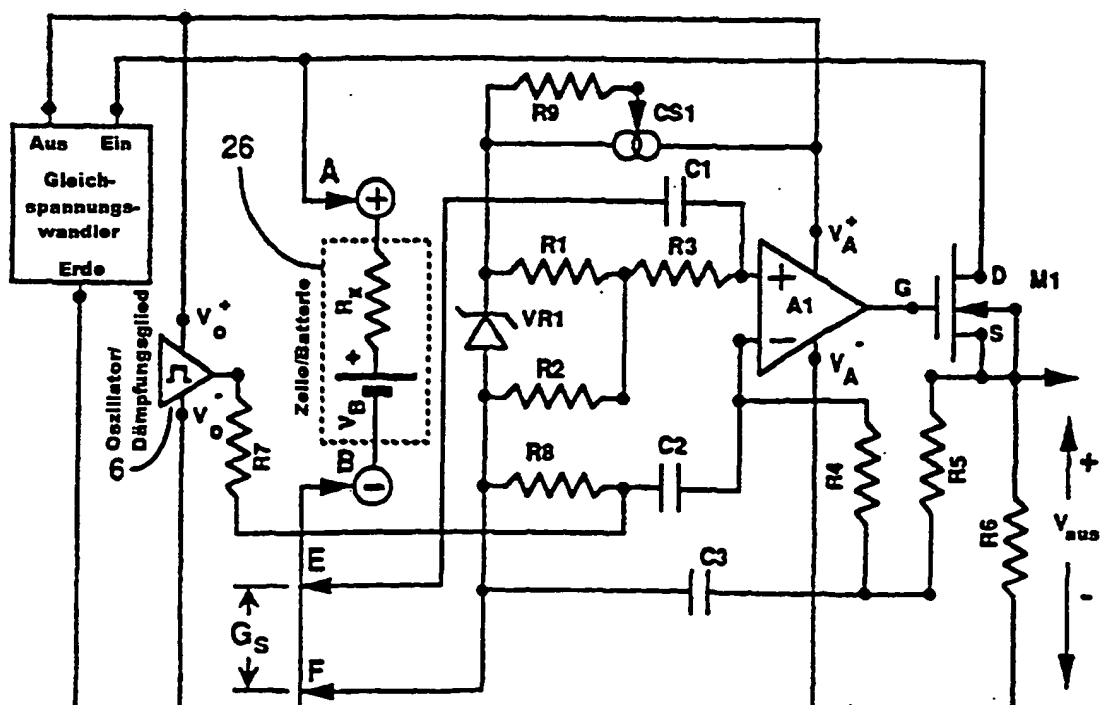 Aus Ein
Gleich-
spannungs-
wandler
Erde
26
A
+
R9
CS1
C1
V_A^+
R1
R3
+
A1
-
G
D
M1
S
V_A^-
VR1
R2
R_x
+
V_B
Zelle/Batterie
V_o^+
V_o^-
6
Oszillator/
Dämpfungsglied
R7
B
-
R8
C2
R4
R5
R6
+
V_aus
-
E
C3
G_S
F